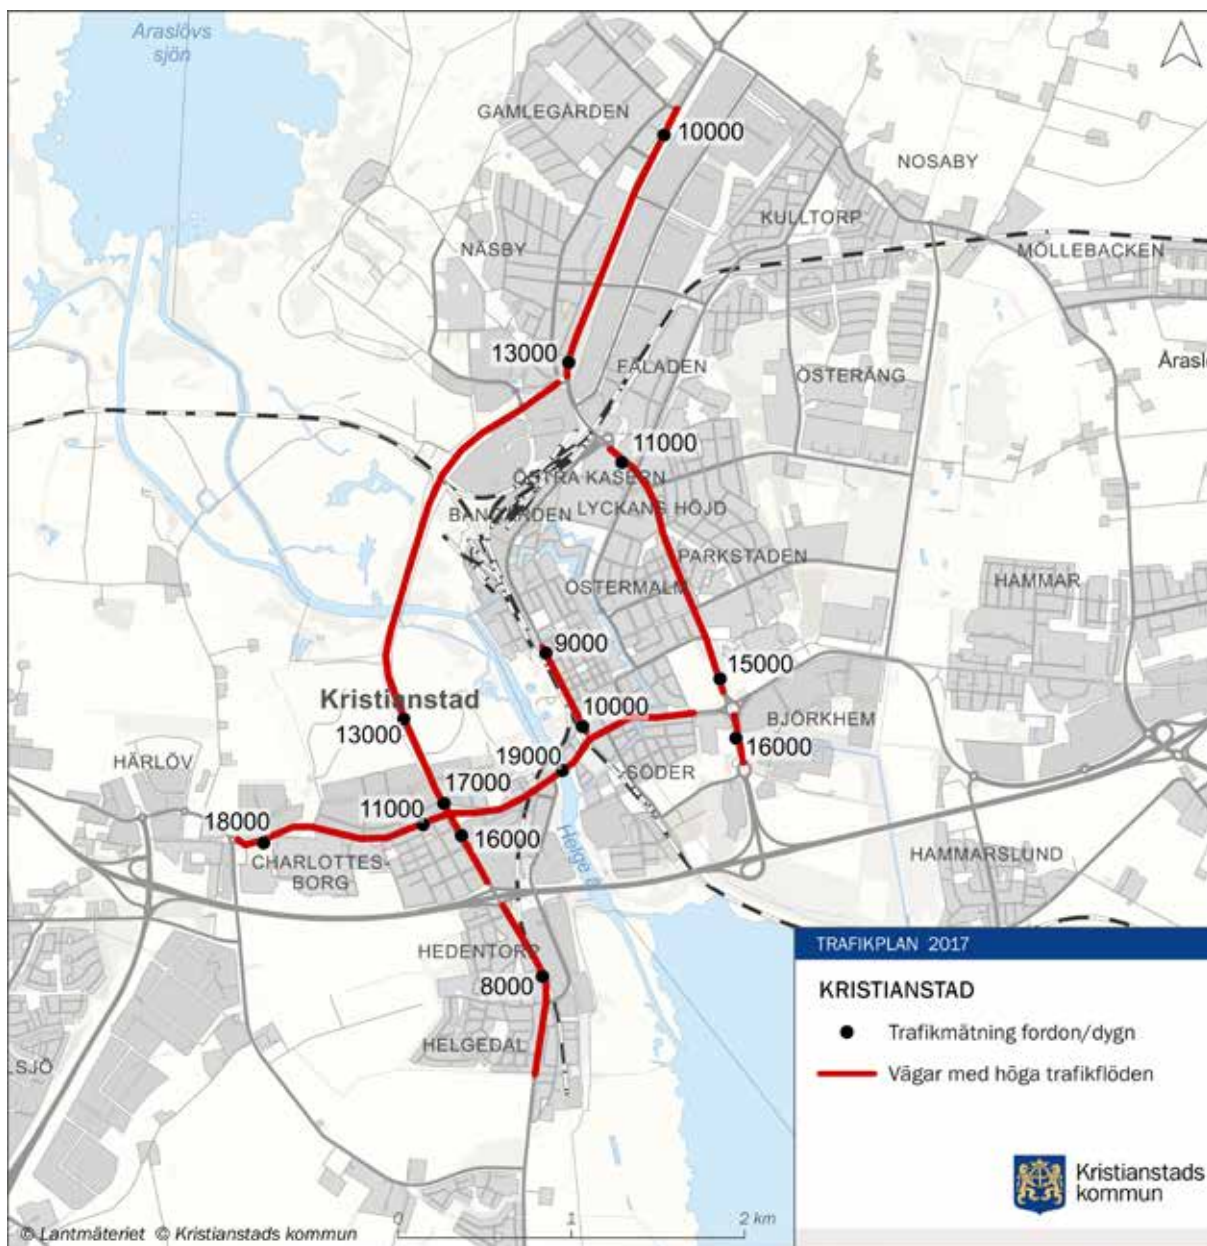 Araslövs
sjön
GAMLEGÅRDEN
10000
NOSABY
KULLTORP
NÄSBY
MÖLLEBACKEN
13000
FÄLADEN
ÖSTERÄNG
Årasl
11000
ÖSTRA KASERN
LYCKANS HÖJD
BANGÅRDEN
PARKSTADEN
ÖSTERMALM
HAMMAR
9000
15000
Kristianstad
10000
13000
BJÖRKHEM
16000
HÄRLÖV
19000
SÖDER
17000
11000
18000
16000
CHARLOTTES-
BORG
Helge å
HAMMARSLUND
HEDENTORP
8000
HELGEDAL
LSJÖ
TRAFIKPLAN 2017
KRISTIANSTAD
Trafikmätning fordon/dygn
Vägar med höga trafikflöden
Kristianstads
kommun
© Lantmäteriet © Kristianstads kommun
0 1 2 km